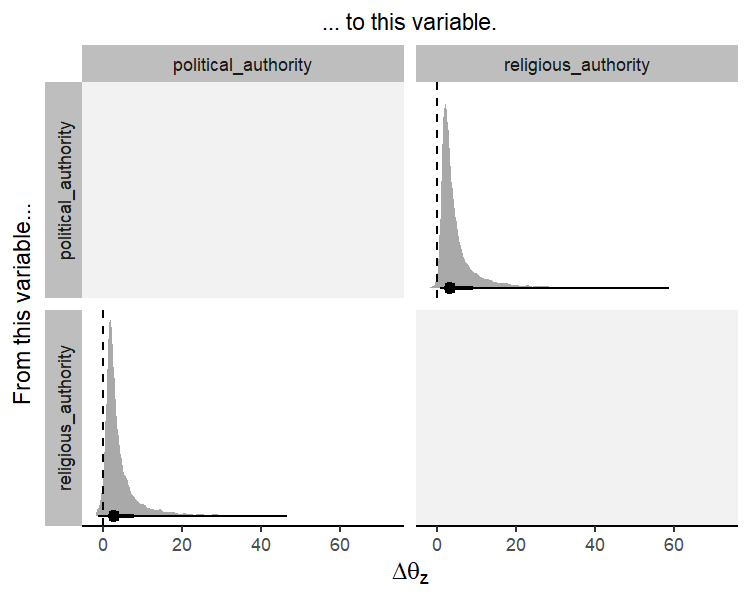 ... to this variable.
political_authority religious_authority
From this variable...
political_authority
religious_authority
0 20 40 60 0 20 40 60
Δθz